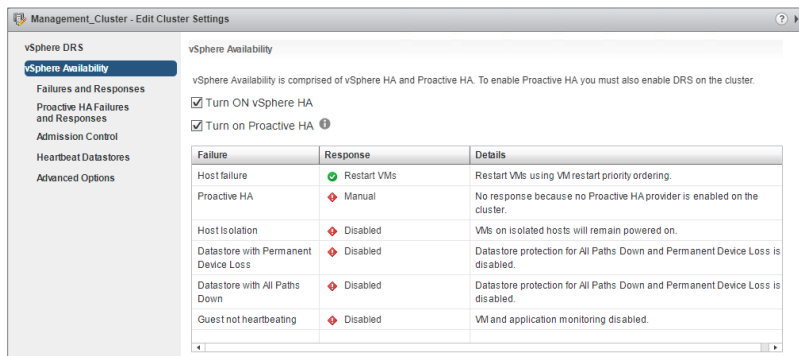 Management_Cluster - Edit Cluster Settings
?
vSphere DRS
vSphere Availability
Failures and Responses
Proactive HA Failures
and Responses
Admission Control
Heartbeat Datastores
Advanced Options
vSphere Availability
vSphere Availability is comprised of vSphere HA and Proactive HA. To enable Proactive HA you must also enable DRS on the cluster.
Turn ON vSphere HA
Turn on Proactive HA
Failure Response Details
Host failure Restart VMs Restart VMs using VM restart priority ordering.
Proactive HA Manual No response because no Proactive HA provider is enabled on the
cluster.
Host Isolation Disabled VMs on isolated hosts will remain powered on.
Datastore with Permanent Disabled Datastore protection for All Paths Down and Permanent Device Loss is
Device Loss disabled.
Datastore with All Paths Disabled Datastore protection for All Paths Down and Permanent Device Loss is
Down disabled.
Guest not heartbeating Disabled VM and application monitoring disabled.